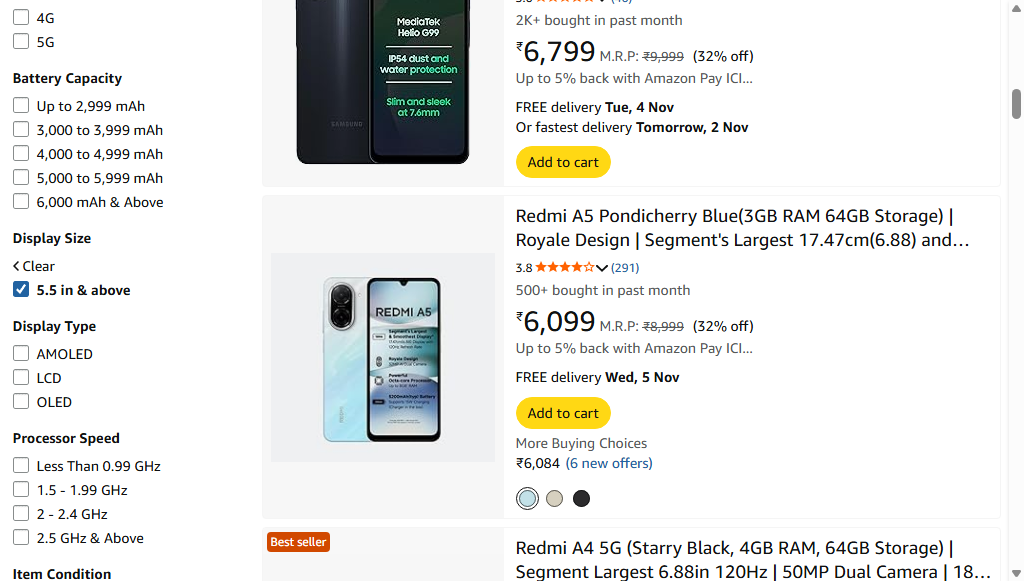 4G
5G
Battery Capacity
Up to 2,999 mAh
3,000 to 3,999 mAh
4,000 to 4,999 mAh
5,000 to 5,999 mAh
6,000 mAh & Above
Display Size
Clear
5.5 in & above
Display Type
AMOLED
LCD
OLED
Processor Speed
Less Than 0.99 GHz
1.5 - 1.99 GHz
2 - 2.4 GHz
2.5 GHz & Above
Item Condition
MediaTek
Helio G99
IP54 dust and
water protection
Slim and sleek
at 7.6mm
SAMSUNG
2K+ bought in past month
₹6,799 M.R.P: ₹9,999 (32% off)
Up to 5% back with Amazon Pay ICI...
FREE delivery Tue, 4 Nov
Or fastest delivery Tomorrow, 2 Nov
Add to cart
REDMI A5
Segment's Largest
& Smoothest Display
Royale Design
Powerful
Octa-core Processor
Redmi A5 Pondicherry Blue(3GB RAM 64GB Storage) |
Royale Design | Segment's Largest 17.47cm(6.88) and...
3.8 (291)
500+ bought in past month
₹6,099 M.R.P: ₹8,999 (32% off)
Up to 5% back with Amazon Pay ICI...
FREE delivery Wed, 5 Nov
Add to cart
More Buying Choices
₹6,084 (6 new offers)
Best seller
Redmi A4 5G (Starry Black, 4GB RAM, 64GB Storage) |
Segment Largest 6.88in 120Hz | 50MP Dual Camera | 18...